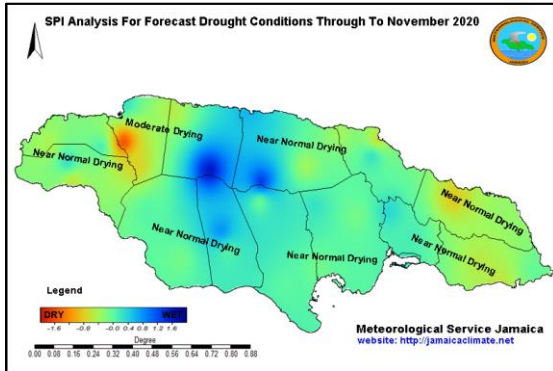 SPI Analysis For Forecast Drought Conditions Through To November 2020
Moderate Drying
Near Normal Drying
Near Normal Drying
Near Normal Drying
Near Normal Drying
Near Normal Drying
Near Normal Drying
Legend
DRY WET
-1.6 -0.8 0.0 0.8 1.2 1.6
Degree
0.00 0.08 0.16 0.24 0.32 0.40 0.48 0.56 0.64 0.72 0.80 0.88
Meteorological Service Jamaica
website: http://jamaicaclimate.net